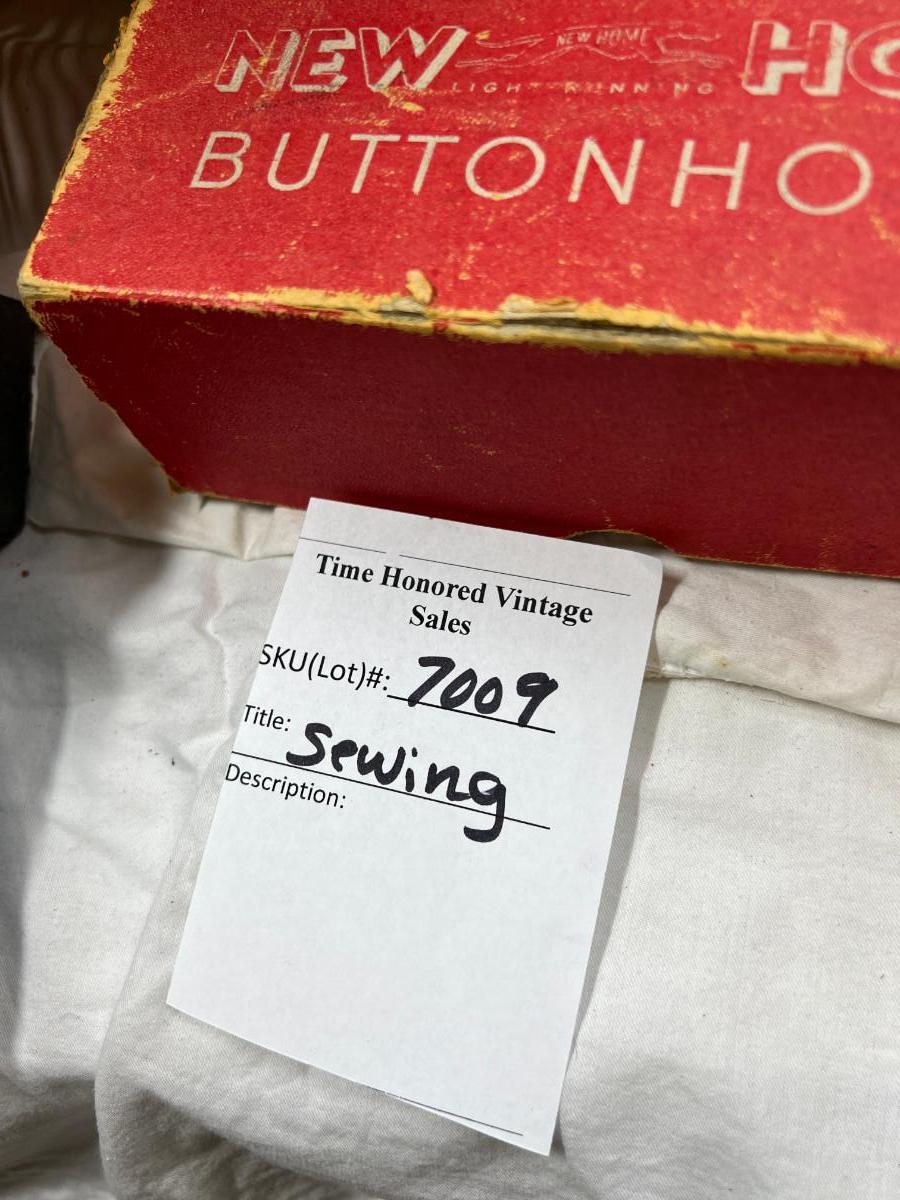 NEW NEW HOME HO
LIGHT RUNNING
BUTTONHO
Time Honored Vintage
Sales
SKU(Lot)#: 7009
Title: Sewing
Description: